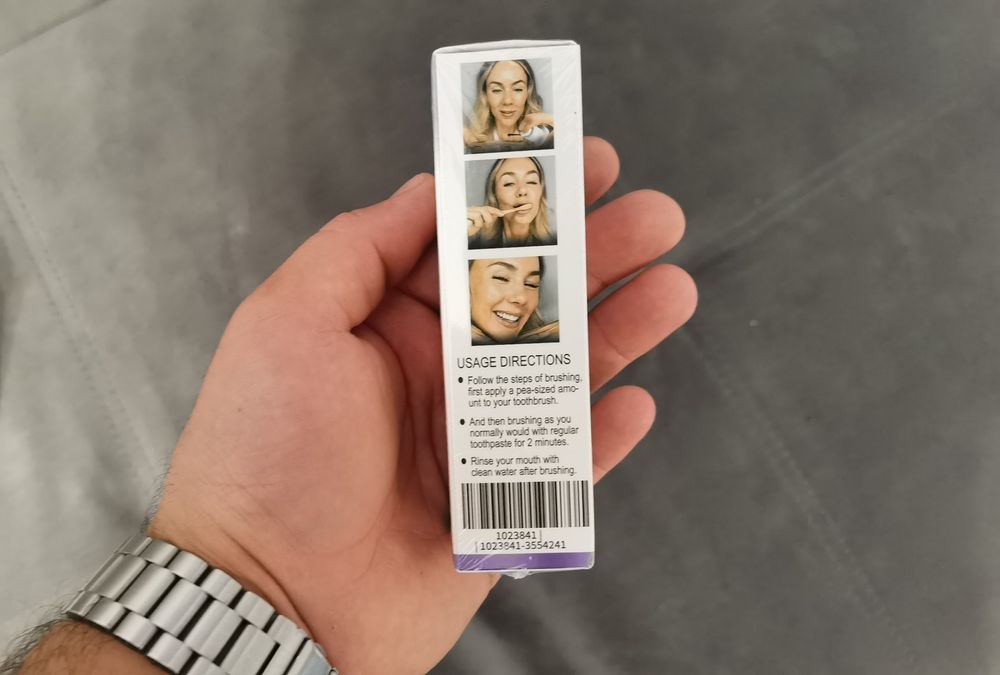 USAGE DIRECTIONS
• Follow the steps of brushing,
first apply a pea-sized amo-
unt to your toothbrush.
• And then brushing as you
normally would with regular
toothpaste for 2 minutes.
• Rinse your mouth with
clean water after brushing.
1023841|
|1023841-3554241